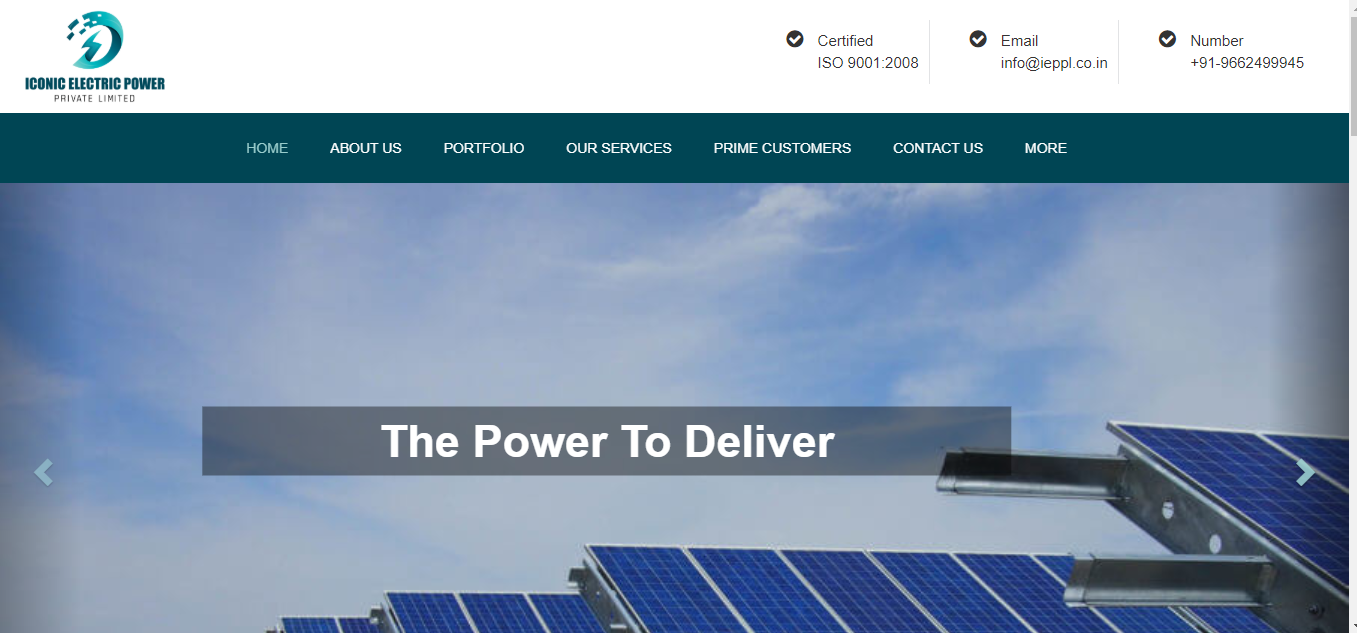 ICONIC ELECTRIC POWER
PRIVATE LIMITED
Certified
ISO 9001:2008
Email
info@ieppl.co.in
Number
+91-9662499945
HOME ABOUT US PORTFOLIO OUR SERVICES PRIME CUSTOMERS CONTACT US MORE
The Power To Deliver